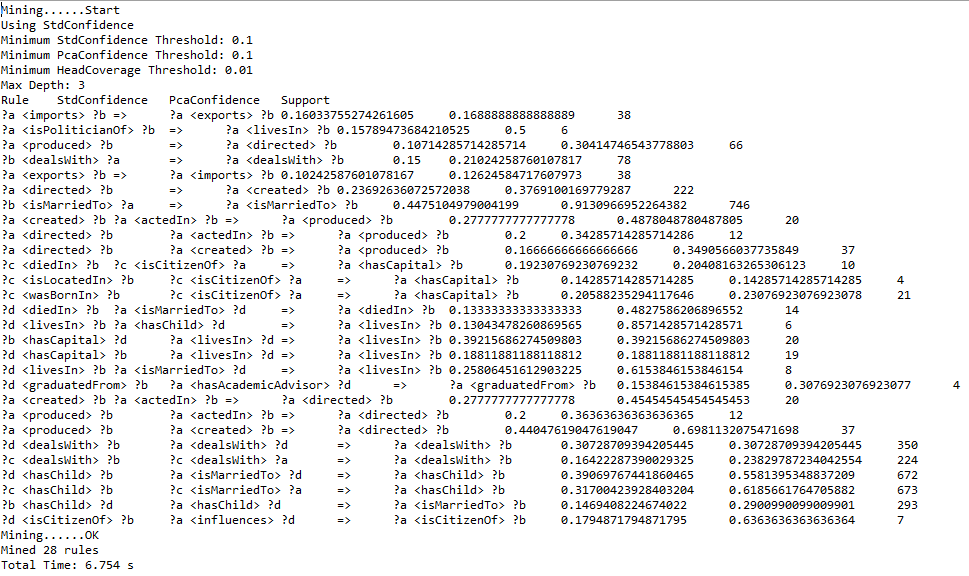 Mining......Start
Using StdConfidence
Minimum StdConfidence Threshold: 0.1
Minimum PcaConfidence Threshold: 0.1
Minimum HeadCoverage Threshold: 0.01
Max Depth: 3
Rule StdConfidence PcaConfidence Support
?a <imports> ?b => ?a <exports> ?b 0.16033755274261605 0.1688888888888889 38
?a <isPoliticianOf> ?b => ?a <livesIn> ?b 0.15789473684210525 0.5 6
?a <produced> ?b => ?a <directed> ?b 0.10714285714285714 0.30414746543778803 66
?b <dealsWith> ?a => ?a <dealsWith> ?b 0.15 0.21024258760107817 78
?a <exports> ?b => ?a <imports> ?b 0.10242587601078167 0.12624584717607973 38
?a <directed> ?b => ?a <created> ?b 0.23692636072572038 0.3769100169779287 222
?b <isMarriedTo> ?a => ?a <isMarriedTo> ?b 0.4475104979004199 0.9130966952264382 746
?a <created> ?b ?a <actedIn> ?b => ?a <produced> ?b 0.2777777777777778 0.4878048780487805 20
?a <directed> ?b ?a <actedIn> ?b => ?a <produced> ?b 0.2 0.34285714285714286 12
?a <directed> ?b ?a <created> ?b => ?a <produced> ?b 0.16666666666666666 0.3490566037735849 37
?c <diedIn> ?b ?c <isCitizenOf> ?a => ?a <hasCapital> ?b 0.19230769230769232 0.20408163265306123 10
?c <isLocatedIn> ?b ?c <isCitizenOf> ?a => ?a <hasCapital> ?b 0.14285714285714285 0.14285714285714285 4
?c <wasBornIn> ?b ?c <isCitizenOf> ?a => ?a <hasCapital> ?b 0.20588235294117646 0.23076923076923078 21
?d <diedIn> ?b ?a <isMarriedTo> ?d => ?a <diedIn> ?b 0.13333333333333333 0.4827586206896552 14
?d <livesIn> ?b ?a <hasChild> ?d => ?a <livesIn> ?b 0.13043478260869565 0.8571428571428571 6
?b <hasCapital> ?d ?a <livesIn> ?d => ?a <livesIn> ?b 0.39215686274509803 0.39215686274509803 20
?d <hasCapital> ?b ?a <livesIn> ?d => ?a <livesIn> ?b 0.18811881188118812 0.18811881188118812 19
?d <livesIn> ?b ?a <isMarriedTo> ?d => ?a <livesIn> ?b 0.25806451612903225 0.6153846153846154 8
?d <graduatedFrom> ?b ?a <hasAcademicAdvisor> ?d => ?a <graduatedFrom> ?b 0.15384615384615385 0.3076923076923077 4
?a <created> ?b ?a <actedIn> ?b => ?a <directed> ?b 0.2777777777777778 0.45454545454545453 20
?a <produced> ?b ?a <actedIn> ?b => ?a <directed> ?b 0.2 0.36363636363636365 12
?a <produced> ?b ?a <created> ?b => ?a <directed> ?b 0.44047619047619047 0.6981132075471698 37
?d <dealsWith> ?b ?a <dealsWith> ?d => ?a <dealsWith> ?b 0.30728709394205445 0.30728709394205445 350
?c <dealsWith> ?b ?c <dealsWith> ?a => ?a <dealsWith> ?b 0.16422287390029325 0.23829787234042554 224
?d <hasChild> ?b ?a <isMarriedTo> ?d => ?a <hasChild> ?b 0.39069767441860465 0.5581395348837209 672
?c <hasChild> ?b ?c <isMarriedTo> ?a => ?a <hasChild> ?b 0.31700423928403204 0.6185661764705882 673
?b <hasChild> ?d ?a <hasChild> ?d => ?a <isMarriedTo> ?b 0.1469408224674022 0.2900990099009901 293
?d <isCitizenOf> ?b ?a <influences> ?d => ?a <isCitizenOf> ?b 0.1794871794871795 0.6363636363636364 7
Mining......OK
Mined 28 rules
Total Time: 6.754 s